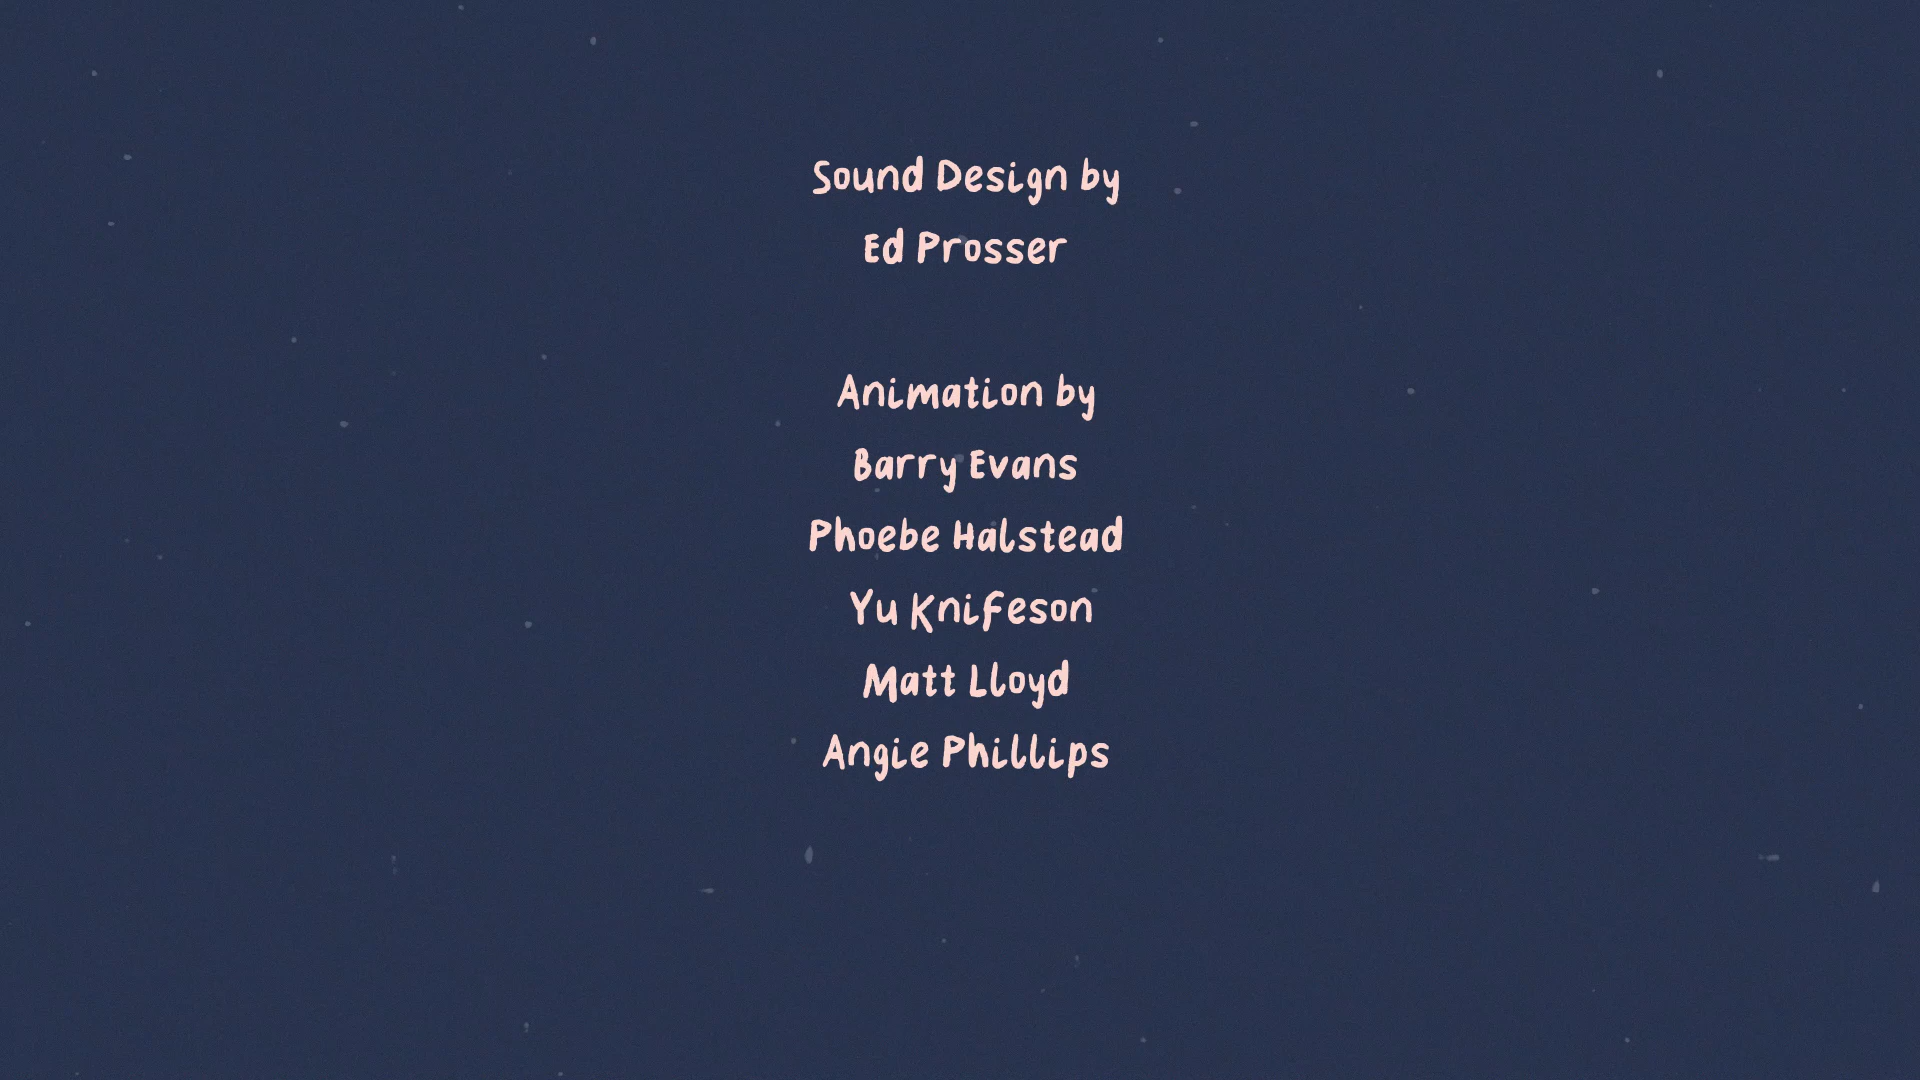 Sound Design by
Ed Prosser
Animation by
Barry Evans
Phoebe Halstead
Yu Knifeson
Matt Lloyd
Angie Phillips